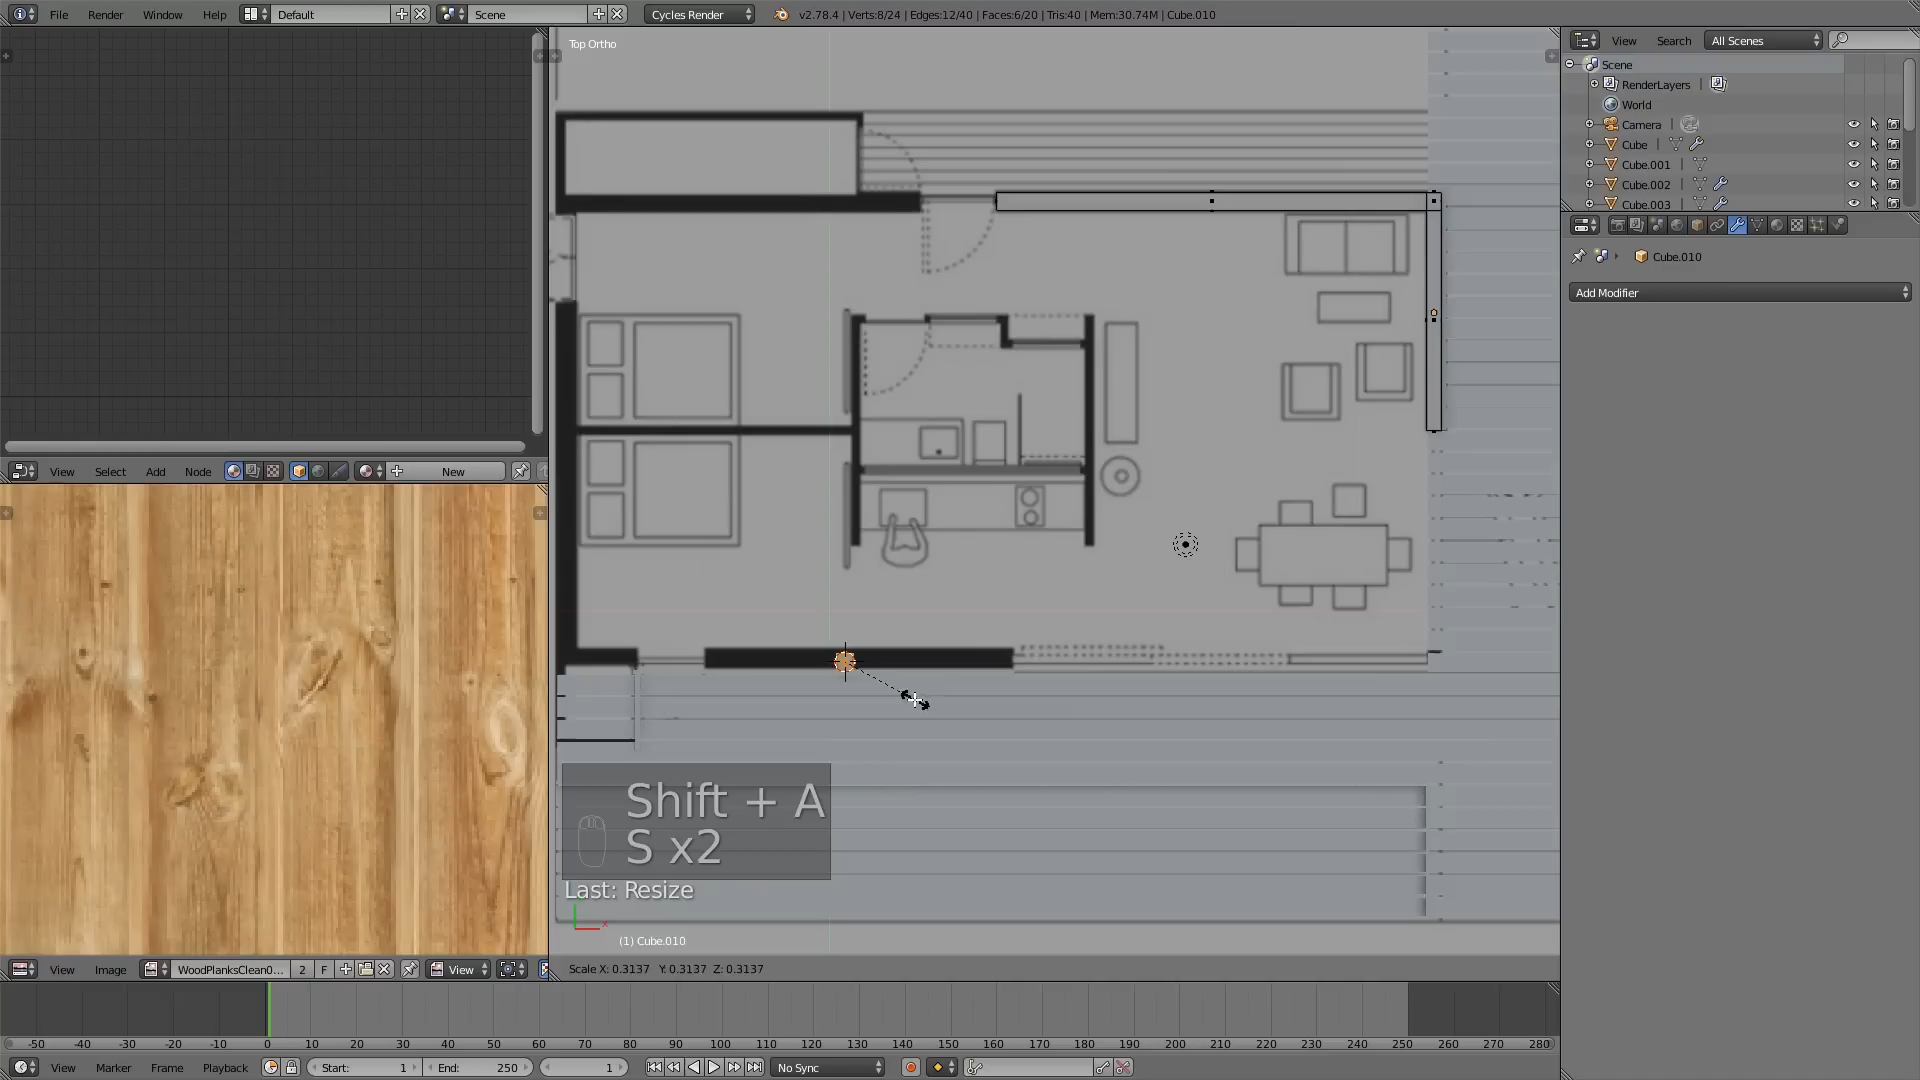 File Render Window Help Default Scene Cycles Render v2.78.4 | Verts:8/24 | Edges:12/40 | Faces:6/20 | Tris:40 | Mem:30.74M | Cube.010
Top Ortho
View Search All Scenes
Scene
RenderLayers
World
Camera
Cube
Cube.001
Cube.002
Cube.003
Cube.010
Add Modifier
View Select Add Node New
Shift + A
S x2
Last: Resize
x
(1) Cube.010
View Image WoodPlanksClean0... 2 F View
Scale X: 0.3137 Y: 0.3137 Z: 0.3137
-50 -40 -30 -20 -10 0 10 20 30 40 50 60 70 80 90 100 110 120 130 140 150 160 170 180 190 200 210 220 230 240 250 260 270 280
View Marker Frame Playback Start: 1 End: 250 1 No Sync